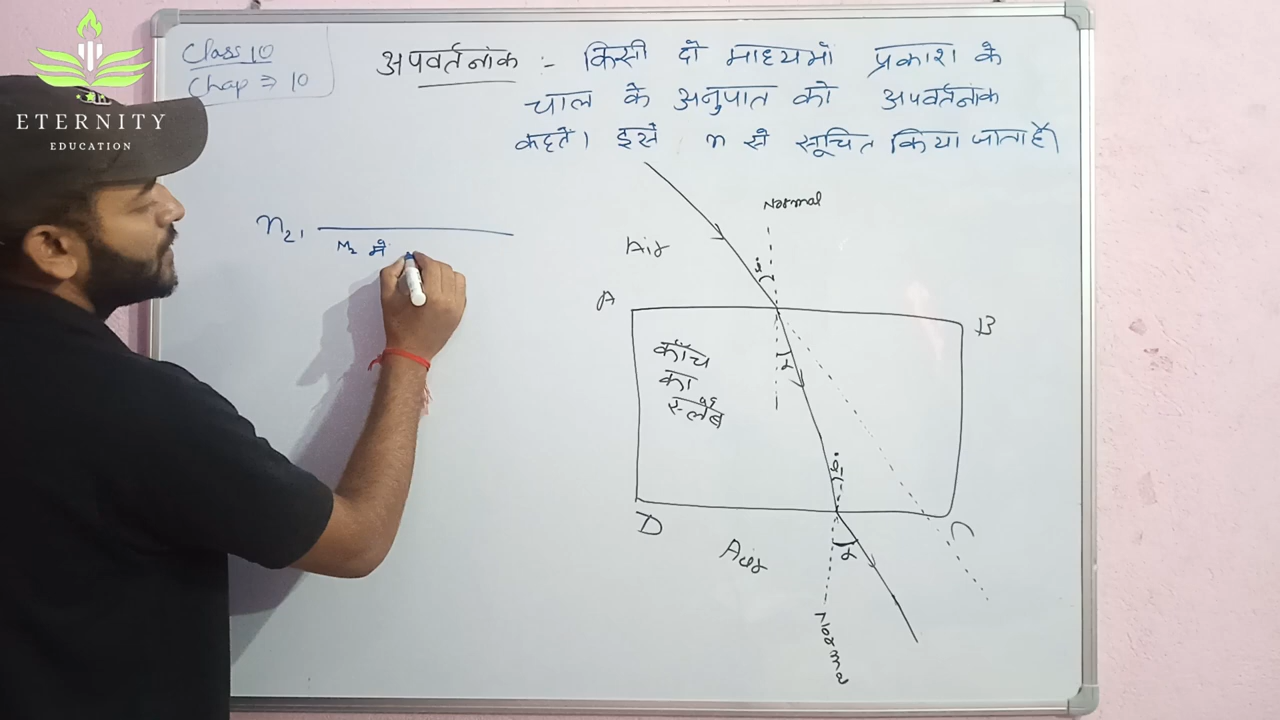 Class 10
Chap ⇒ 10
ETERNITY
EDUCATION
अपवर्तनांक :- किसी दो माध्यमों प्रकाश के
चाल के अनुपात को अपवर्तनांक
कहते। इसे n से सूचित किया जाता है।
n21
M2 में
Normal
Air
i
A
B
काँच
का
स्लैब
r
i
D
C
Air
r
Normal